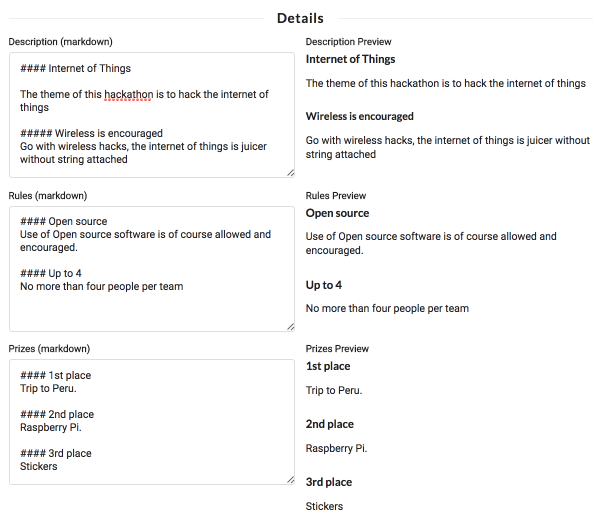 Details
Description (markdown)
#### Internet of Things
The theme of this hackathon is to hack the internet of
things
##### Wireless is encouraged
Go with wireless hacks, the internet of things is juicer
without string attached
Description Preview
Internet of Things
The theme of this hackathon is to hack the internet of things
Wireless is encouraged
Go with wireless hacks, the internet of things is juicer without
string attached
Rules (markdown)
#### Open source
Use of Open source software is of course allowed and
encouraged.
#### Up to 4
No more than four people per team
Rules Preview
Open source
Use of Open source software is of course allowed and
encouraged.
Up to 4
No more than four people per team
Prizes (markdown)
#### 1st place
Trip to Peru.
#### 2nd place
Raspberry Pi.
#### 3rd place
Stickers
Prizes Preview
1st place
Trip to Peru.
2nd place
Raspberry Pi.
3rd place
Stickers